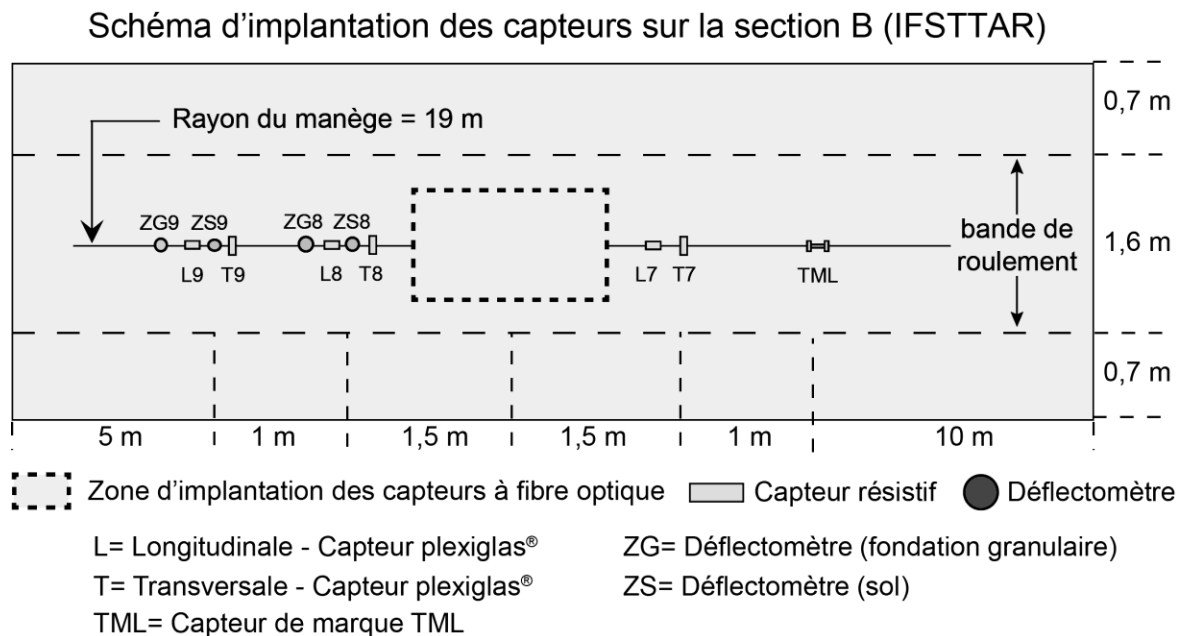 Schéma d’implantation des capteurs sur la section B (IFSTTAR)
0,7 m
Rayon du manège = 19 m
ZG9 ZS9 ZG8 ZS8
bande de
roulement
1,6 m
L9 T9 L8 T8 L7 T7 TML
0,7 m
5 m 1 m 1,5 m 1,5 m 1 m 10 m
Zone d’implantation des capteurs à fibre optique Capteur résistif Déflectomètre
L= Longitudinale - Capteur plexiglas® ZG= Déflectomètre (fondation granulaire)
T= Transversale - Capteur plexiglas® ZS= Déflectomètre (sol)
TML= Capteur de marque TML